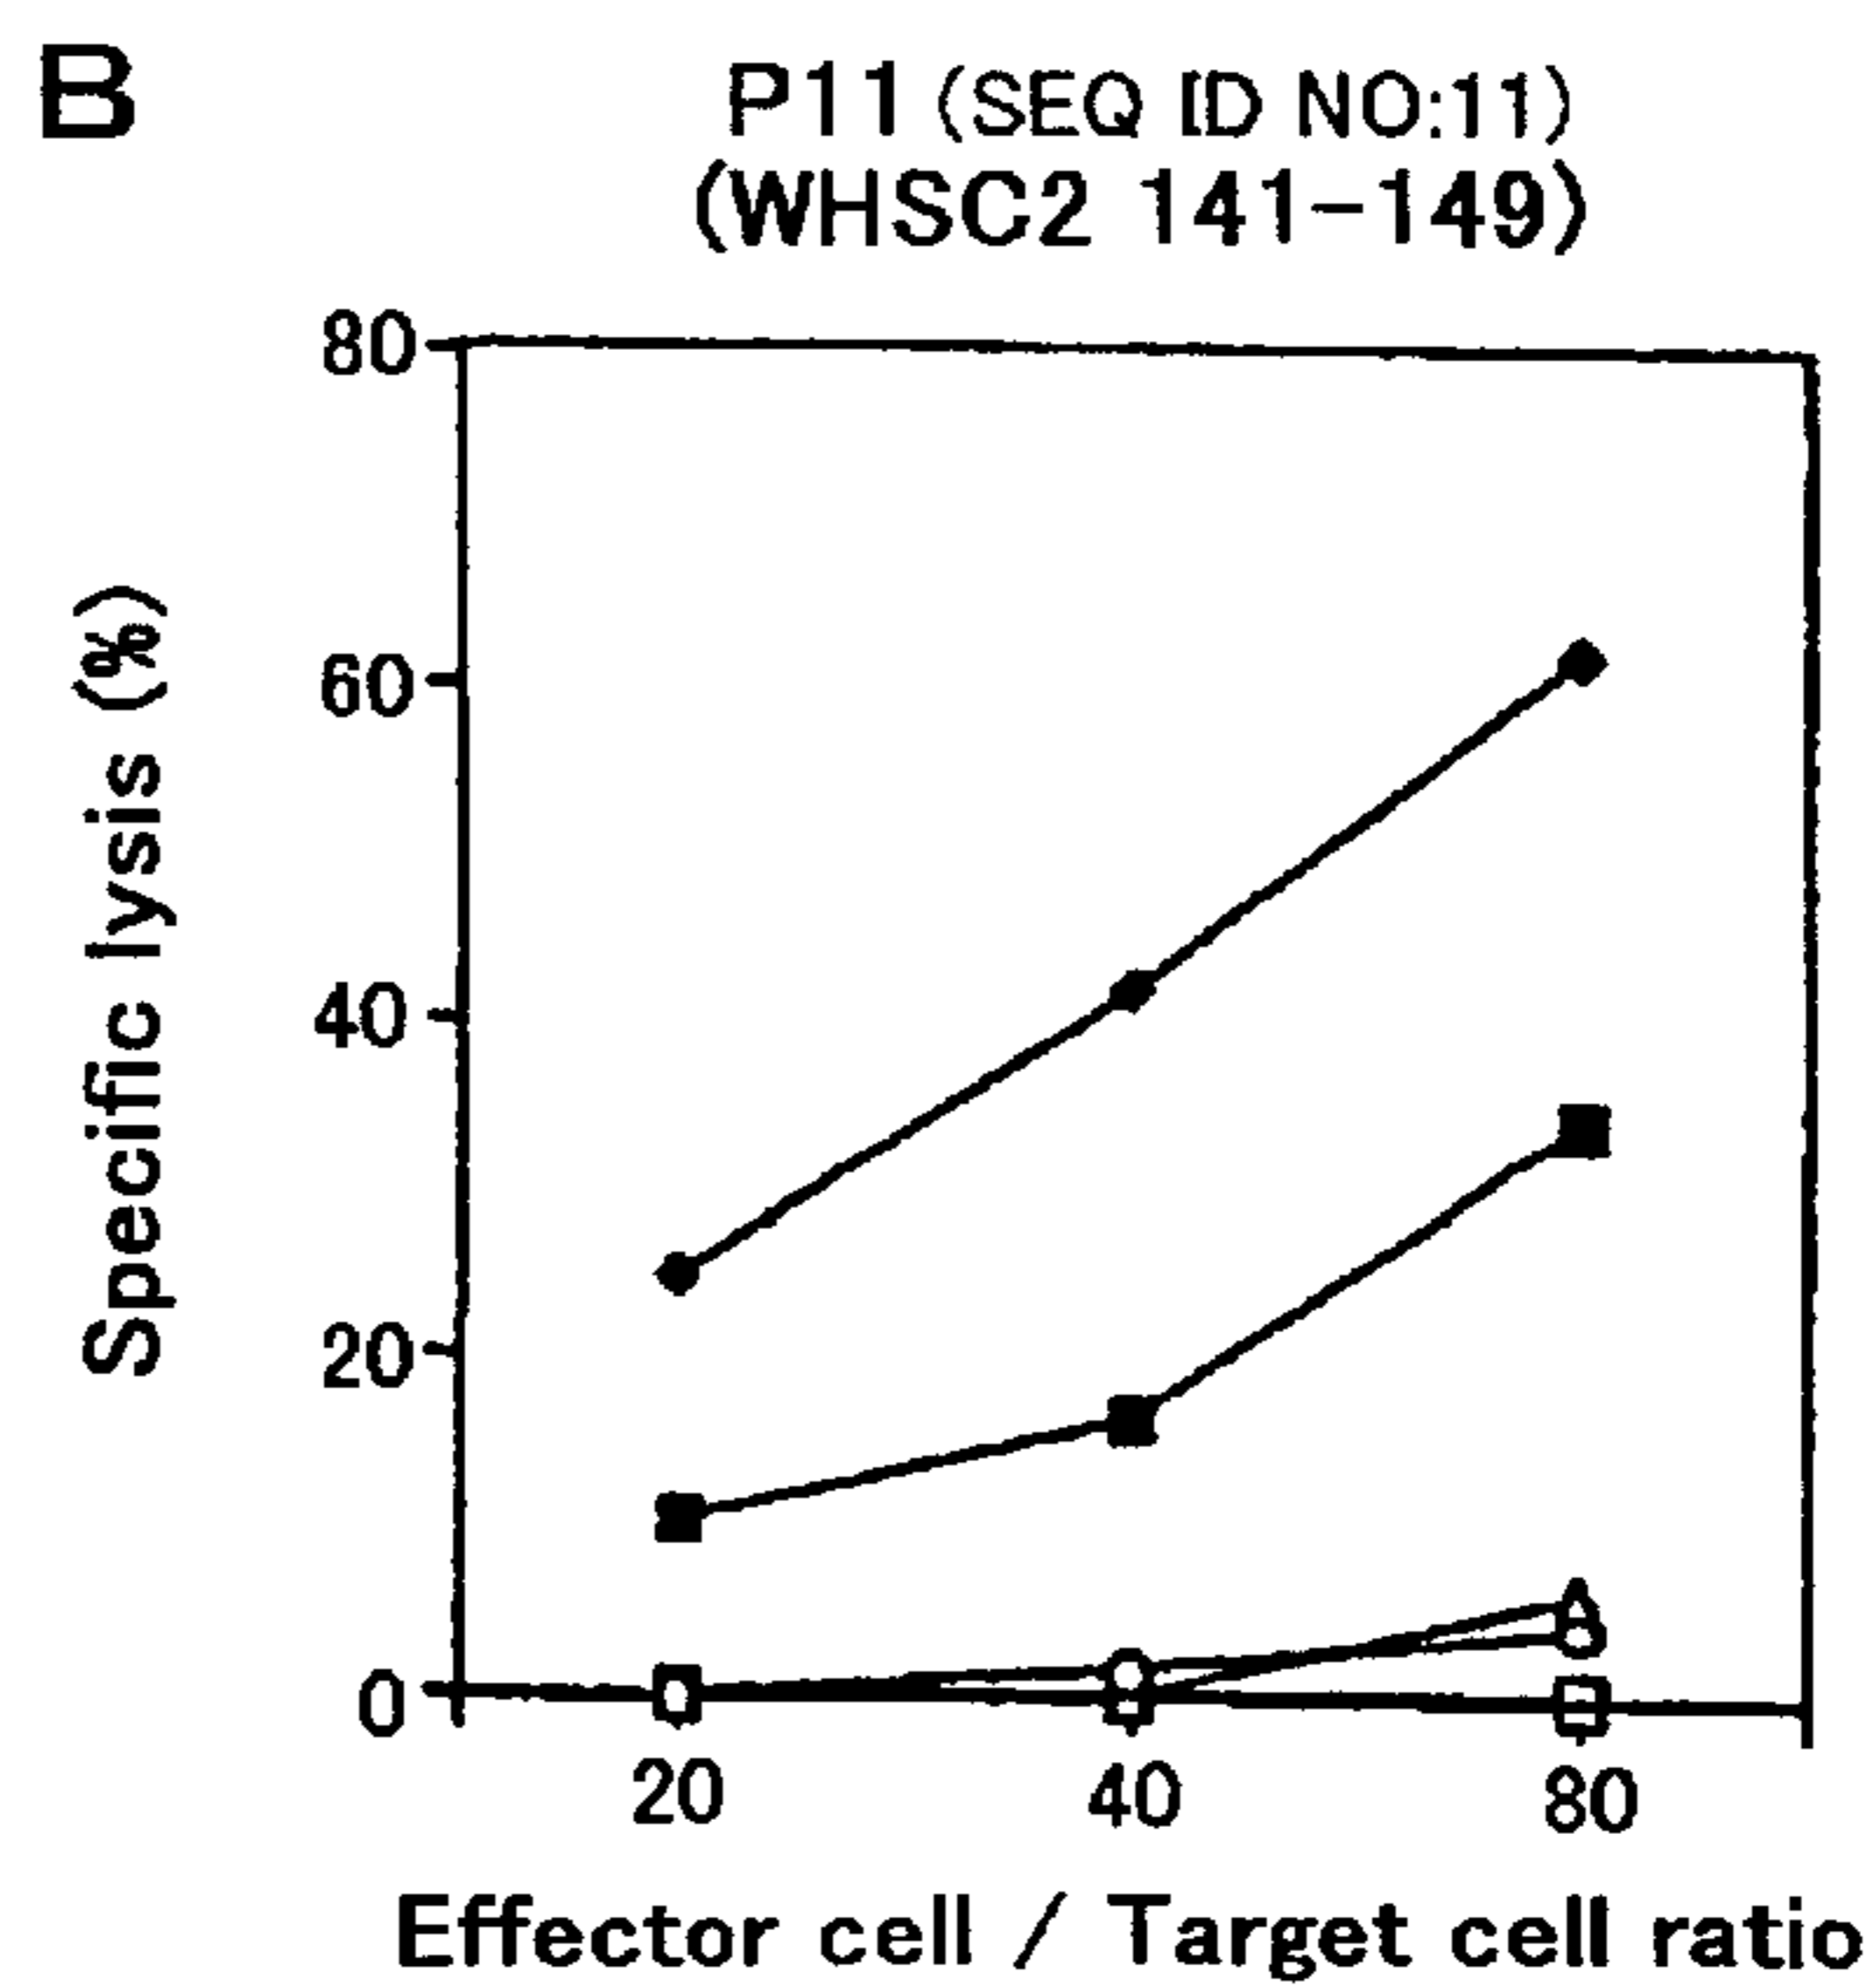 B
P11 (SEQ ID NO:11)
(WHSC2 141-149)
80
60
40
20
0
Specific lysis (%)
20 40 80
Effector cell / Target cell ratio